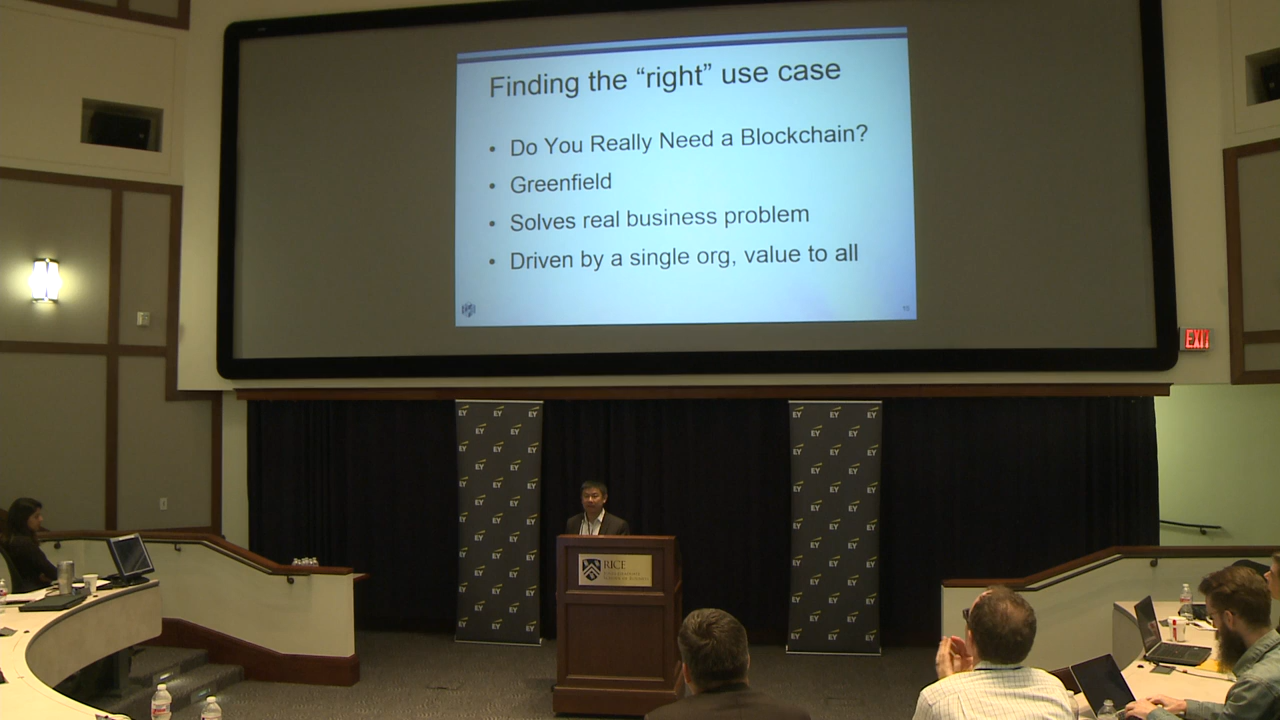 Finding the “right” use case
• Do You Really Need a Blockchain?
• Greenfield
• Solves real business problem
• Driven by a single org, value to all
EXIT
EY
RICE